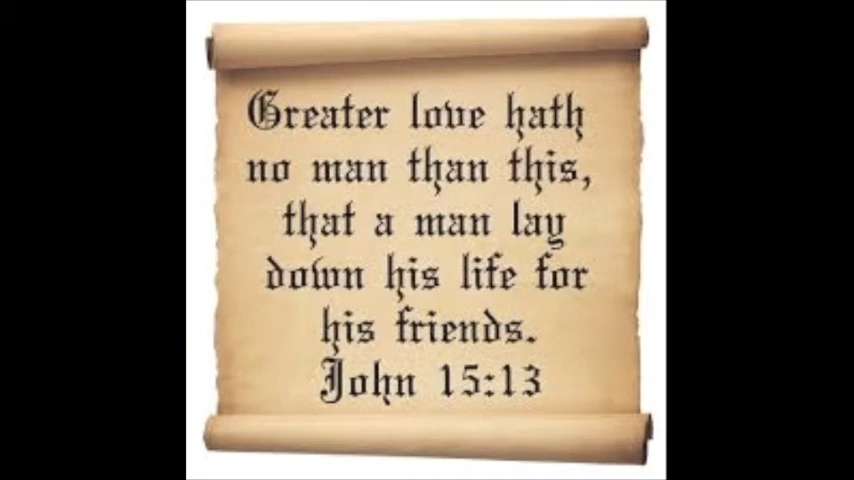 Greater love hath
no man than this,
that a man lay
down his life for
his friends.
John 15:13